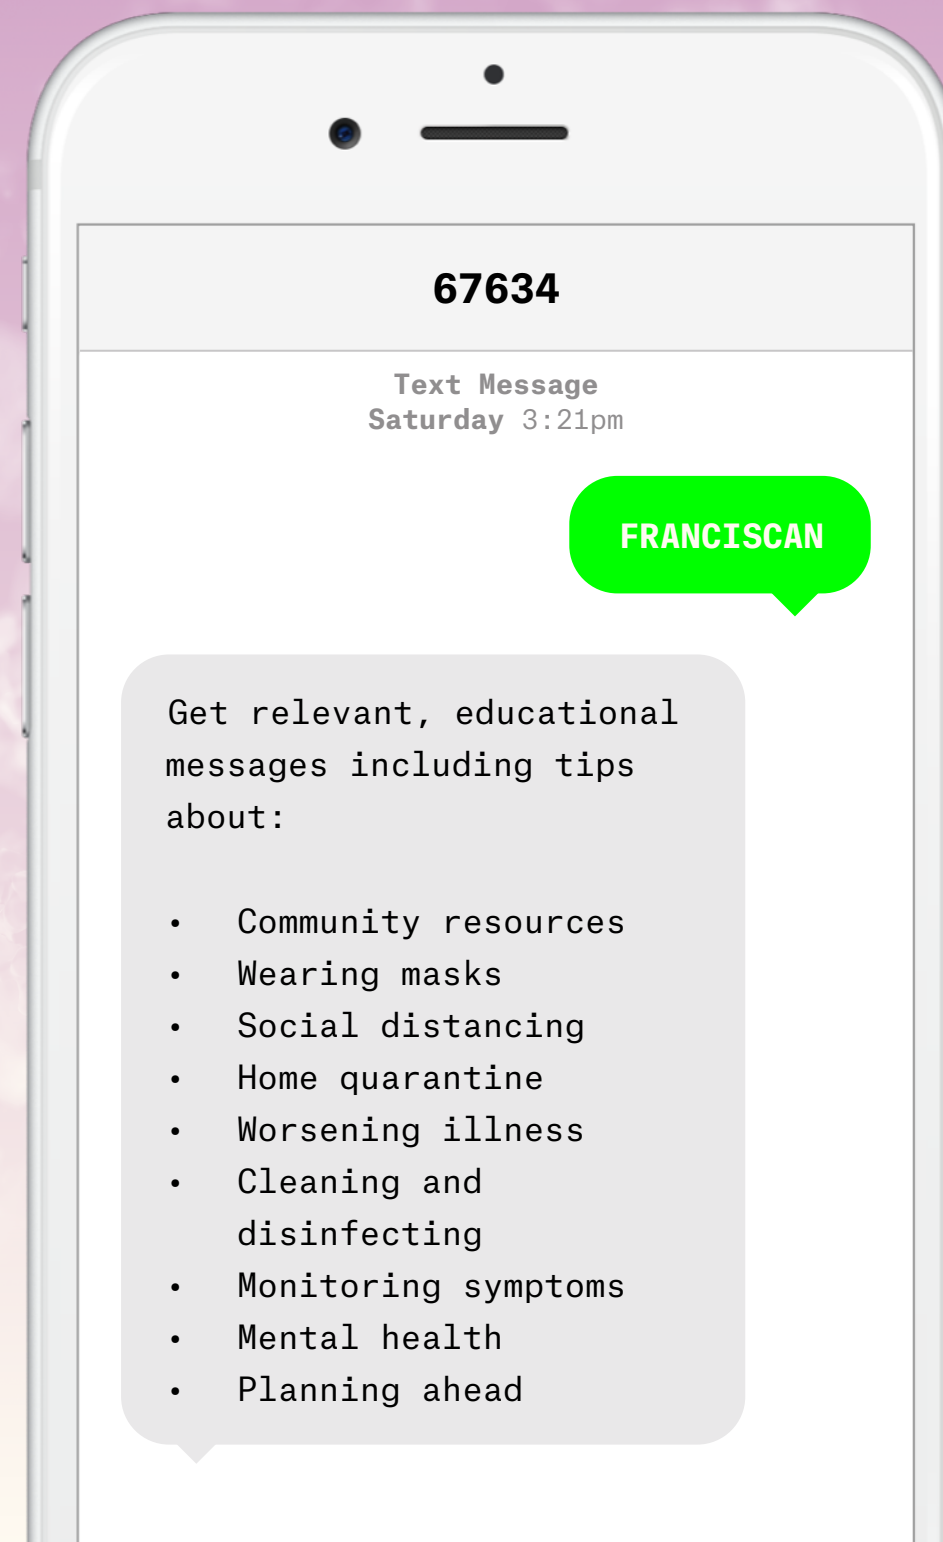 67634
Text Message
Saturday 3:21pm
FRANCISCAN
Get relevant, educational
messages including tips
about:
• Community resources
• Wearing masks
• Social distancing
• Home quarantine
• Worsening illness
• Cleaning and
disinfecting
• Monitoring symptoms
• Mental health
• Planning ahead